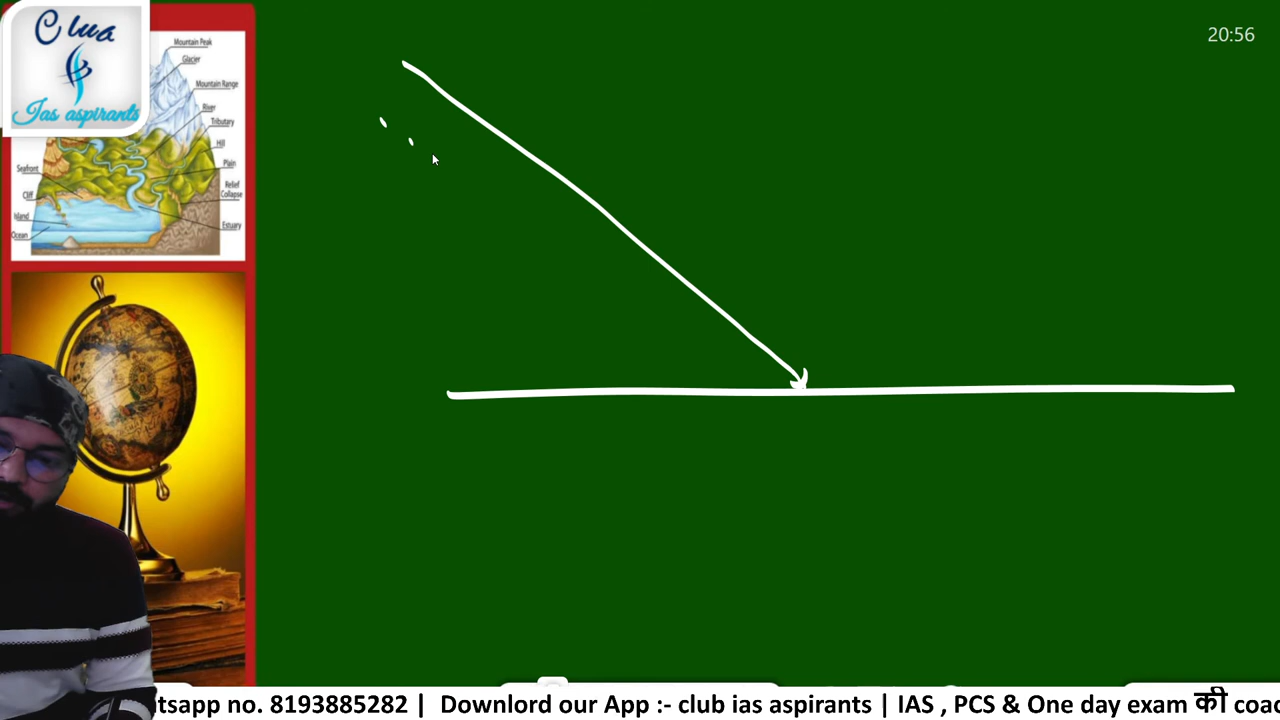 Clua
Ias aspirants
Mountain Peak
Glacier
Mountain Range
River
Tributary
Hill
Plain
Relief
Collapse
Estuary
Seafront
Cliff
Island
Ocean
20:56
tsapp no. 8193885282 | Downlord our App :- club ias aspirants | IAS , PCS & One day exam की coac